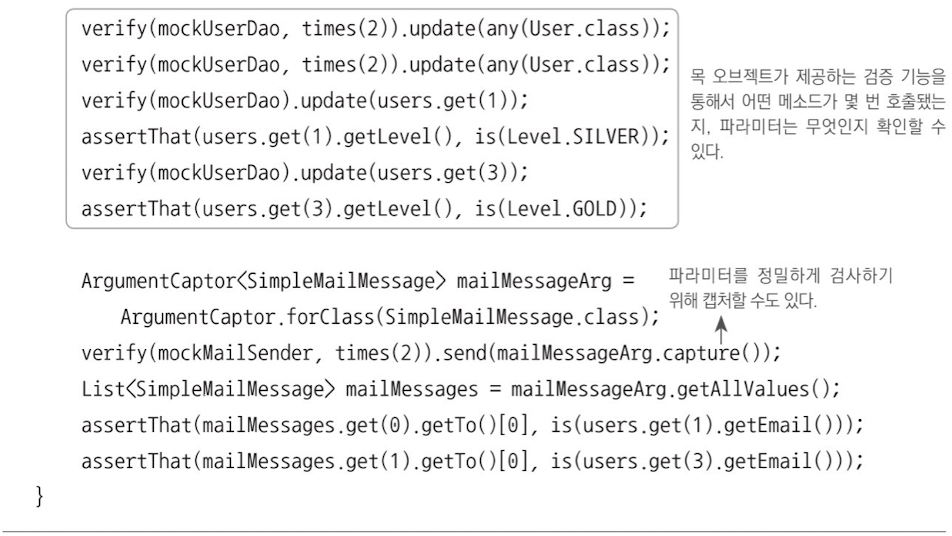 verify(mockUserDao, times(2)).update(any(User.class));
verify(mockUserDao, times(2)).update(any(User.class));
verify(mockUserDao).update(users.get(1));
assertThat(users.get(1).getLevel(), is(Level.SILVER));
verify(mockUserDao).update(users.get(3));
assertThat(users.get(3).getLevel(), is(Level.GOLD));
목 오브젝트가 제공하는 검증 기능을
통해서 어떤 메소드가 몇 번 호출됐는
지, 파라미터는 무엇인지 확인할 수
있다.
ArgumentCaptor<SimpleMailMessage> mailMessageArg =
ArgumentCaptor.forClass(SimpleMailMessage.class);
파라미터를 정밀하게 검사하기
위해 캡처할 수도 있다.
verify(mockMailSender, times(2)).send(mailMessageArg.capture());
List<SimpleMailMessage> mailMessages = mailMessageArg.getAllValues();
assertThat(mailMessages.get(0).getTo()[0], is(users.get(1).getEmail()));
assertThat(mailMessages.get(1).getTo()[0], is(users.get(3).getEmail()));
}